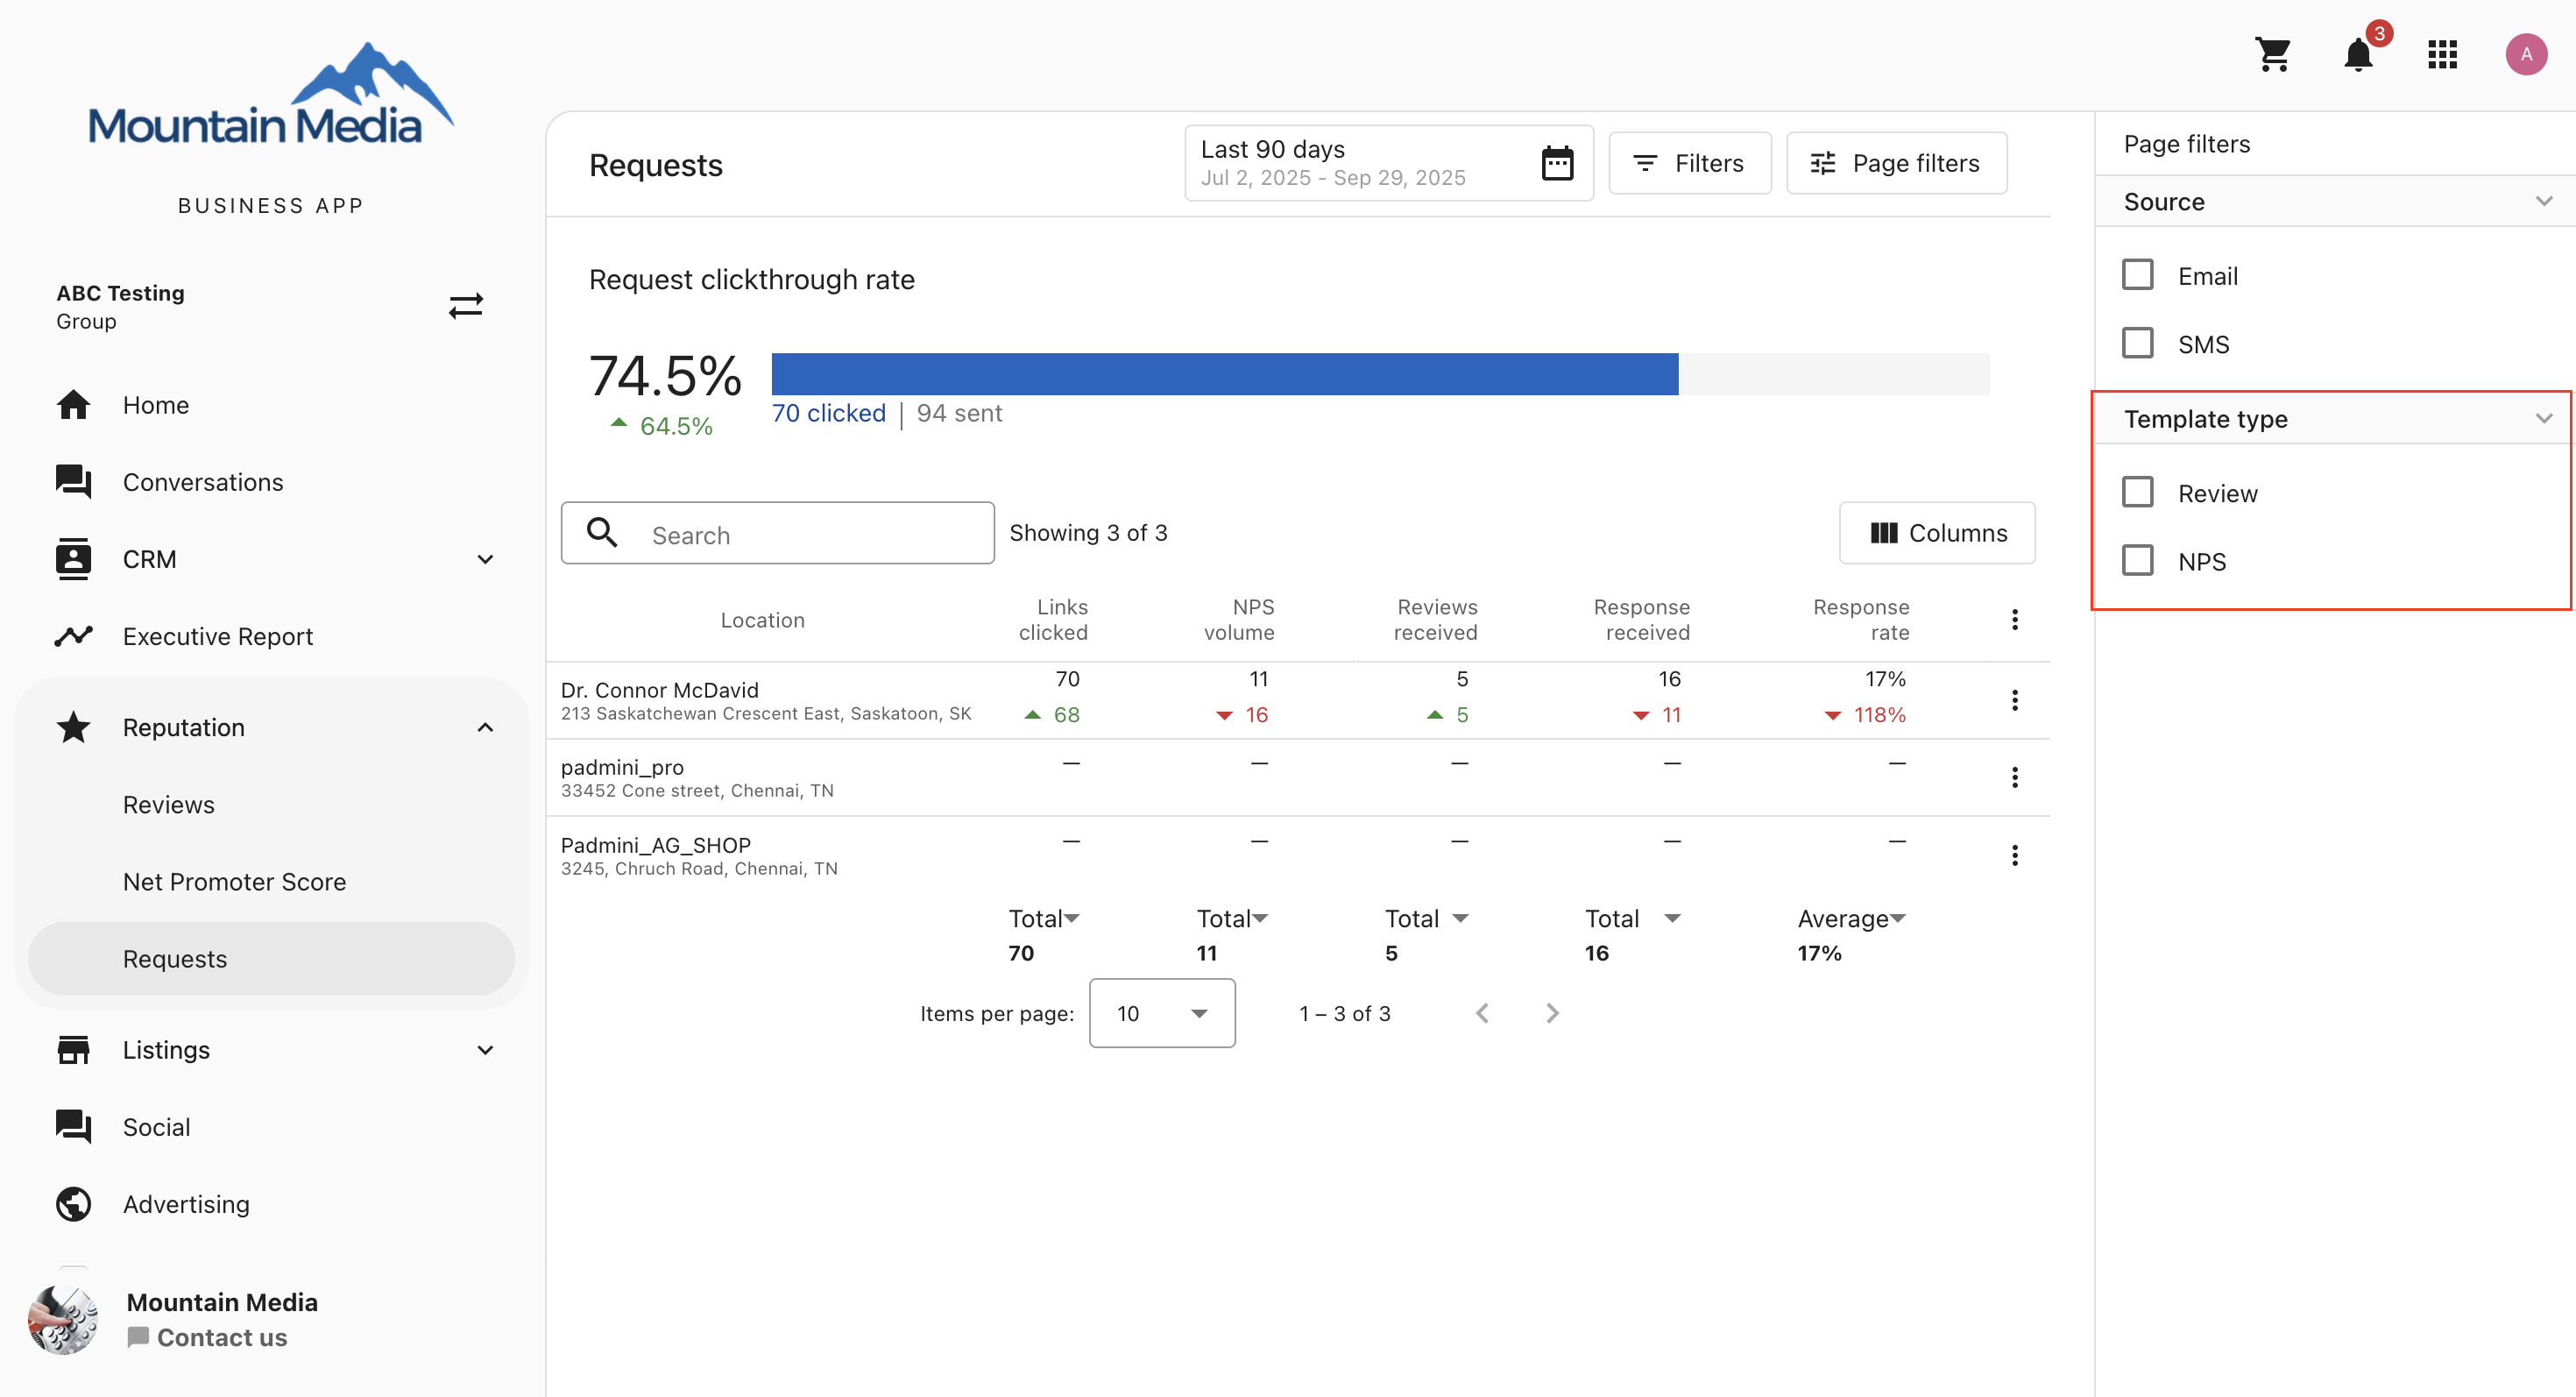 Mountain Media
BUSINESS APP
ABC Testing
Group
Home
Conversations
CRM
Executive Report
Reputation
Reviews
Net Promoter Score
Requests
Listings
Social
Advertising
Mountain Media
Contact us
3
A
Requests
Last 90 days
Jul 2, 2025 - Sep 29, 2025
Filters
Page filters
Request clickthrough rate
74.5%
64.5%
70 clicked | 94 sent
Search
Showing 3 of 3
Columns
Location
Links clicked
NPS volume
Reviews received
Response received
Response rate
Dr. Connor McDavid
213 Saskatchewan Crescent East, Saskatoon, SK
70 11 5 16 17%
68 16 5 11 118%
padmini_pro
33452 Cone street, Chennai, TN
— — — — —
Padmini_AG_SHOP
3245, Chruch Road, Chennai, TN
— — — — —
Total Total Total Total Average
70 11 5 16 17%
Items per page: 10 1 – 3 of 3
Page filters
Source
Email
SMS
Template type
Review
NPS